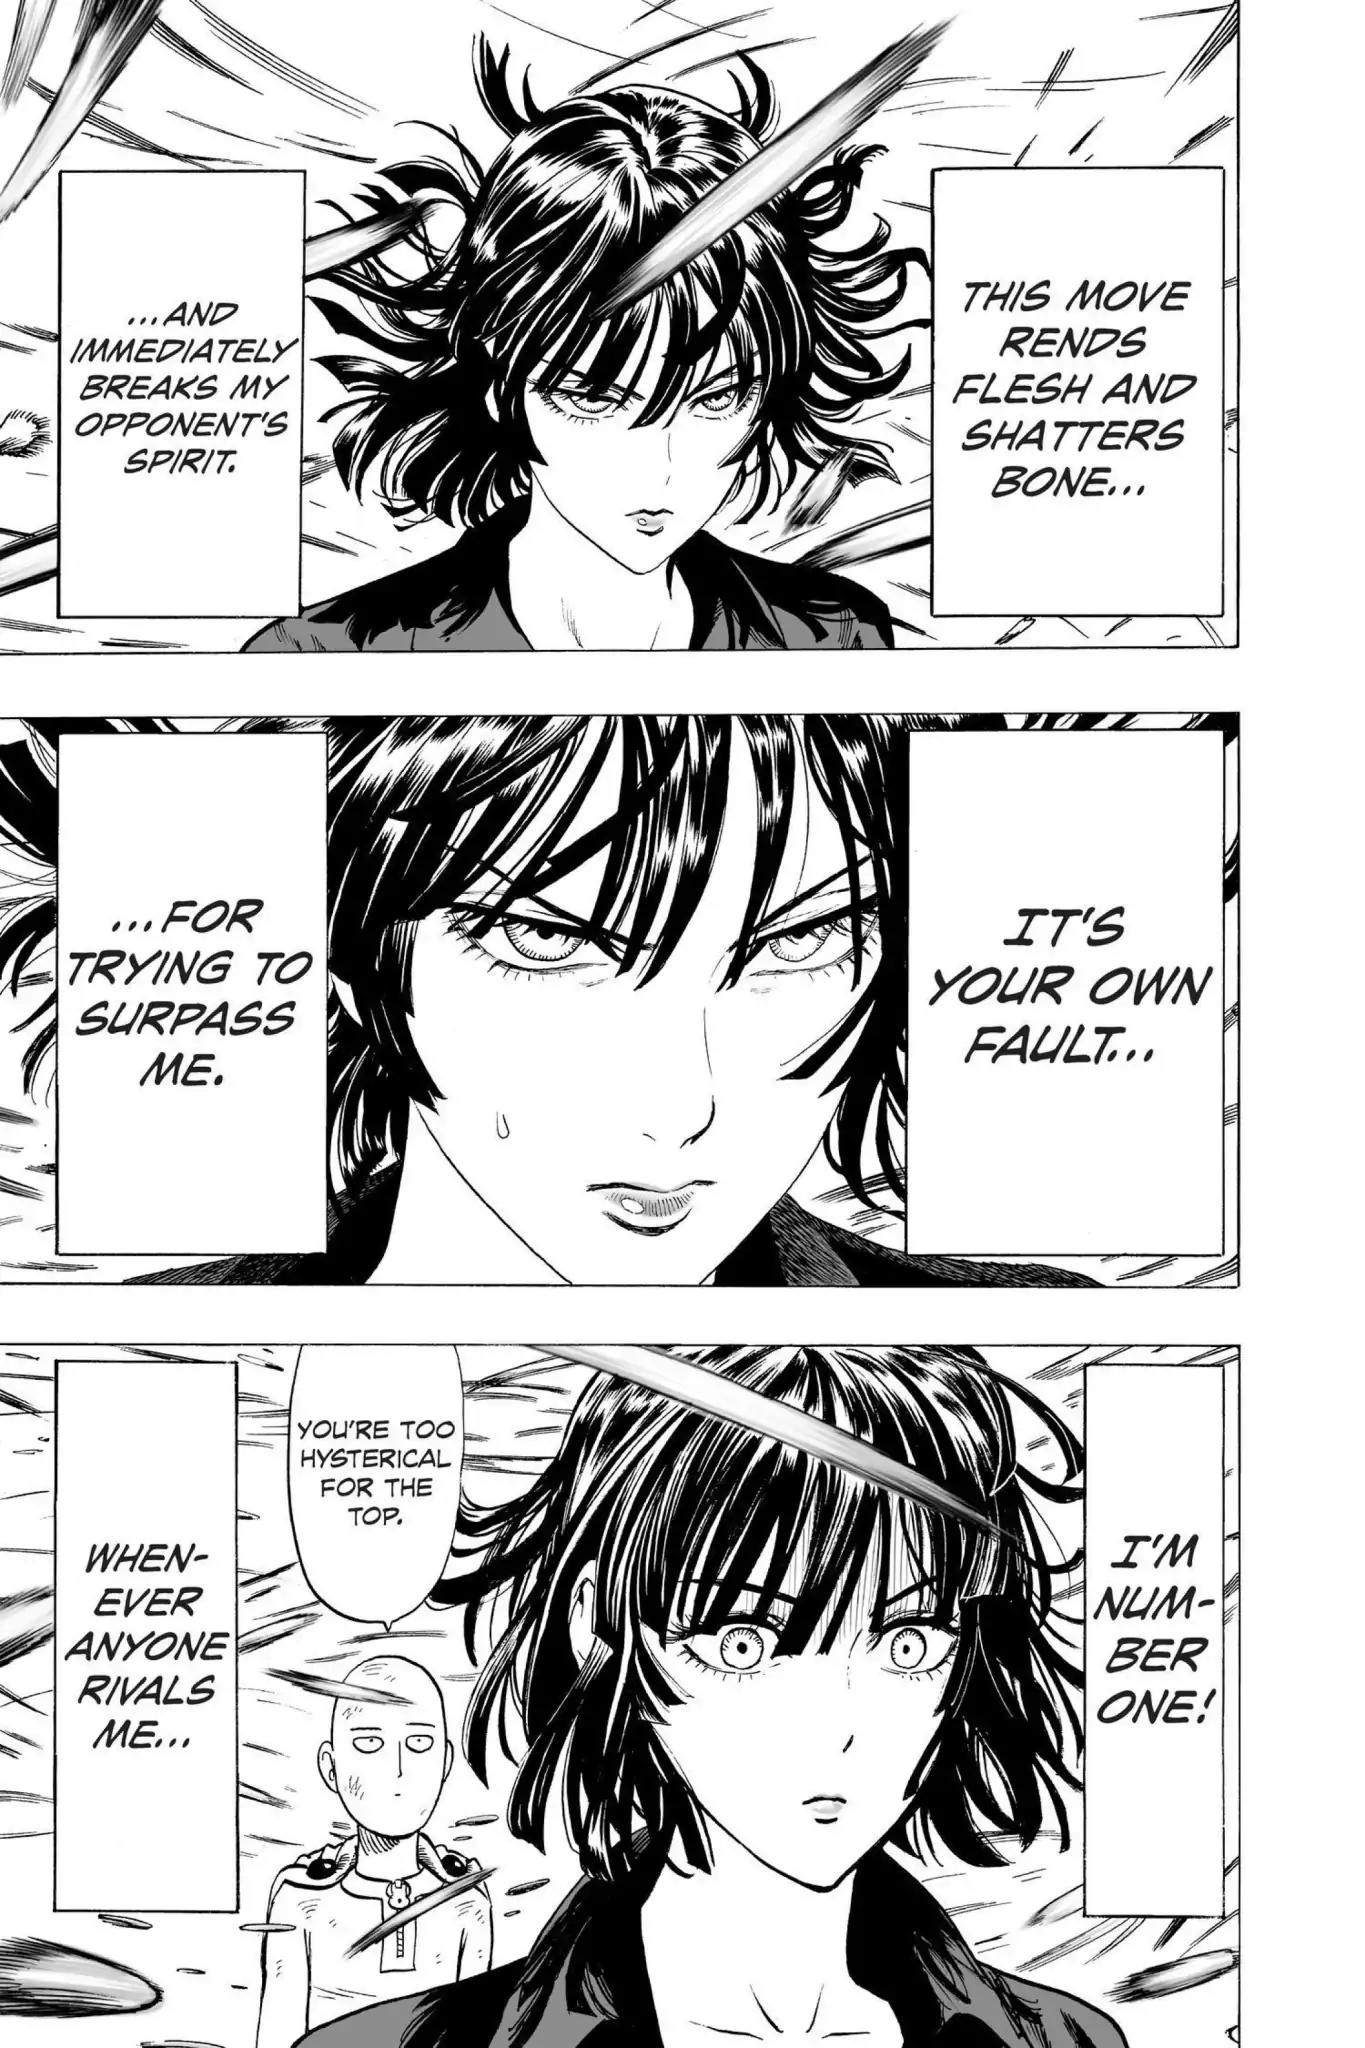 THIS MOVE
RENDS
FLESH AND
SHATTERS
BONE...
...AND
IMMEDIATELY
BREAKS MY
OPPONENT'S
SPIRIT.
IT'S
YOUR OWN
FAULT...
...FOR
TRYING TO
SURPASS
ME.
I'M
NUM-
BER
ONE!
YOU'RE TOO
HYSTERICAL
FOR THE
TOP.
WHEN-
EVER
ANYONE
RIVALS
ME...